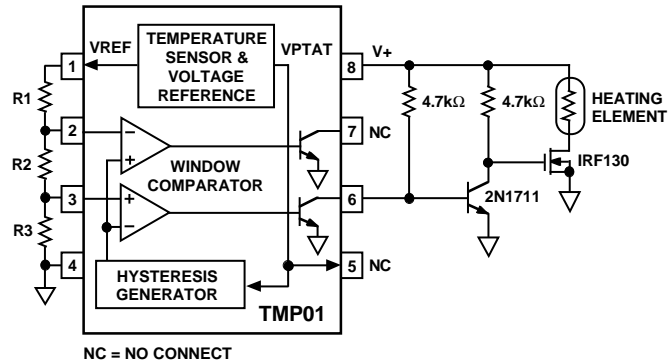 VREF
TEMPERATURE
SENSOR &
VOLTAGE
REFERENCE
VPTAT
V+
1
8
R1
4.7kΩ
4.7kΩ
HEATING
ELEMENT
2
–
+
7
NC
R2
WINDOW
COMPARATOR
IRF130
3
+
–
6
2N1711
R3
4
HYSTERESIS
GENERATOR
5
NC
TMP01
NC = NO CONNECT